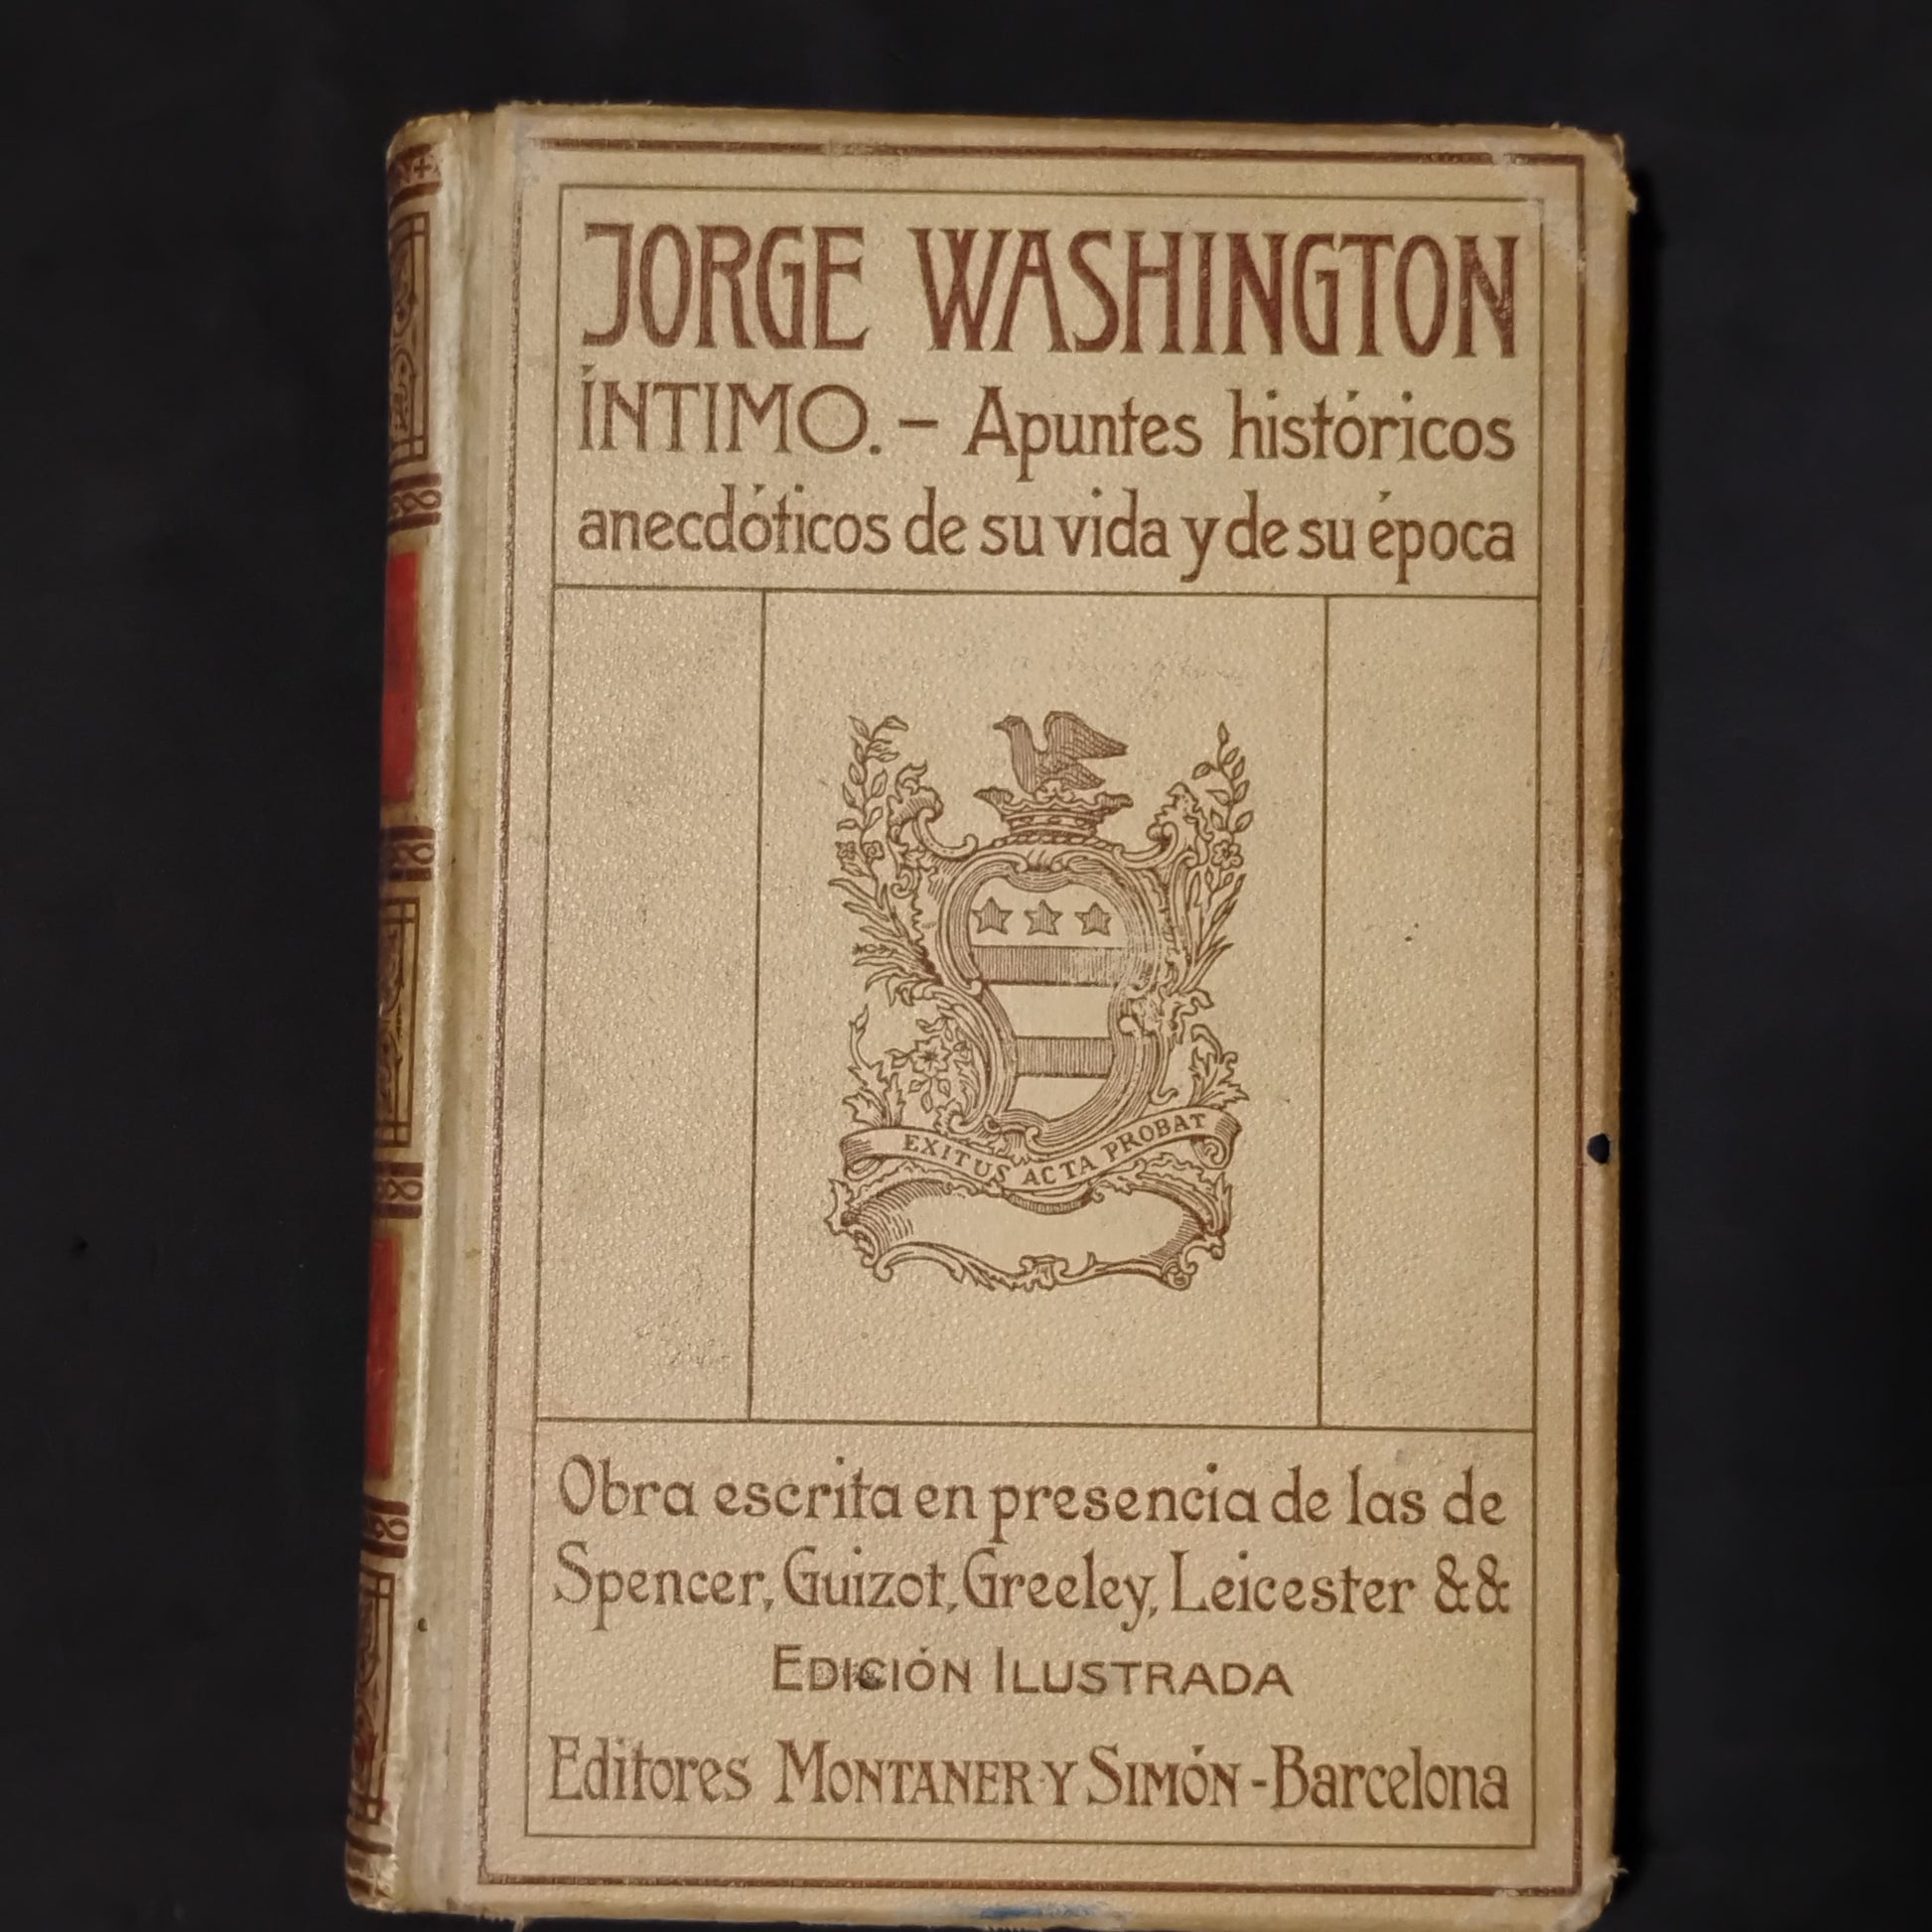 JORGE WASHINGTON
ÍNTIMO. – Apuntes históricos
anecdóticos de su vida y de su época
EXITUS ACTA PROBAT
Obra escrita en presencia de las de
Spencer, Guizot, Greeley, Leicester &&
EDICIÓN ILUSTRADA
Editores MONTANER Y SIMÓN - Barcelona